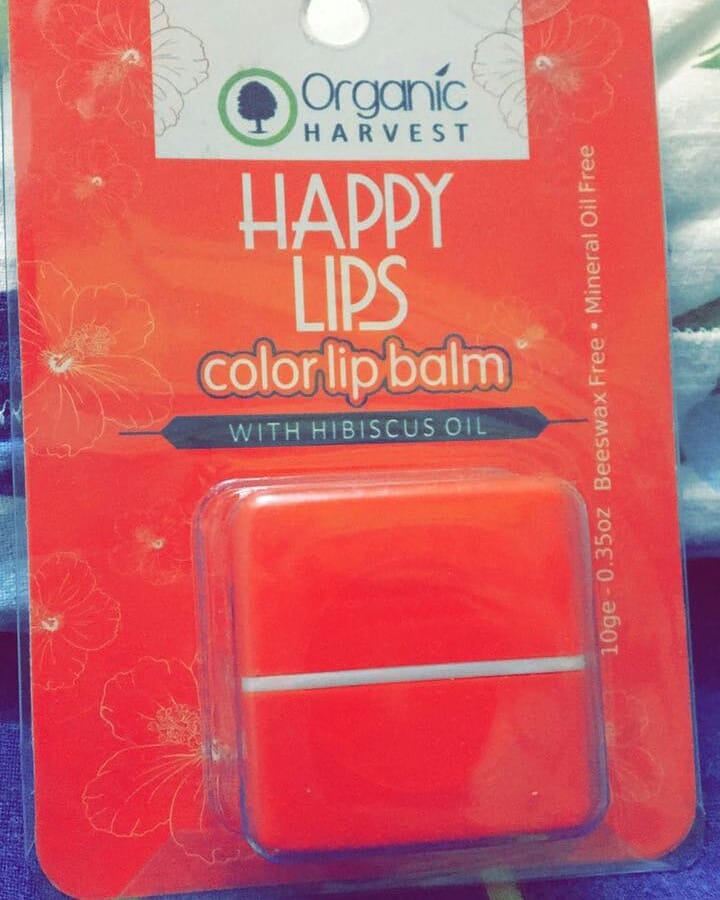 Organic
HARVEST
HAPPY
LIPS
color lip balm
WITH HIBISCUS OIL
10ge - 0.35oz Beeswax Free • Mineral Oil Free